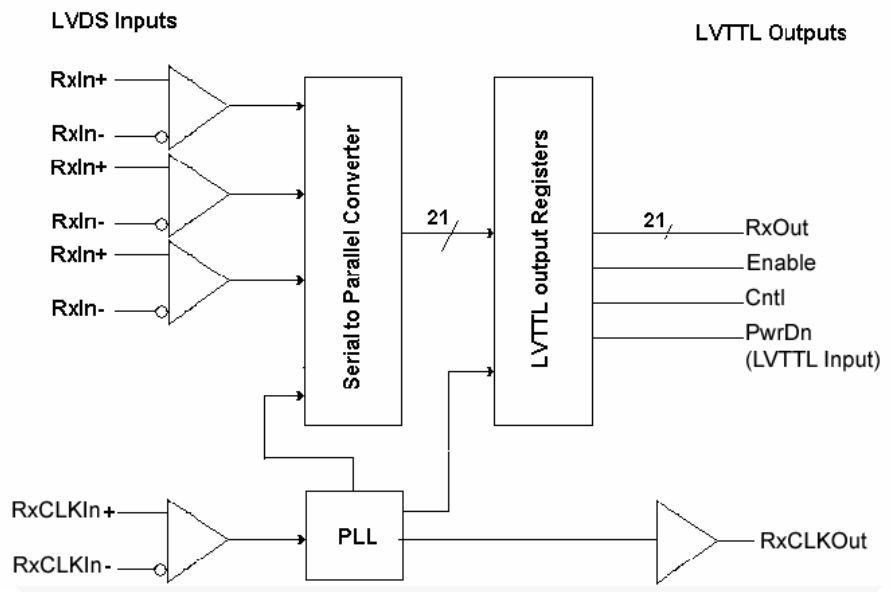 LVDS Inputs
LVTTL Outputs
RxIn+
RxIn-
RxIn+
RxIn-
RxIn+
RxIn-
Serial to Parallel Converter
21
LVTTL output Registers
21
RxOut
Enable
Cntl
PwrDn
(LVTTL Input)
RxCLKIn+
RxCLKIn-
PLL
RxCLKOut